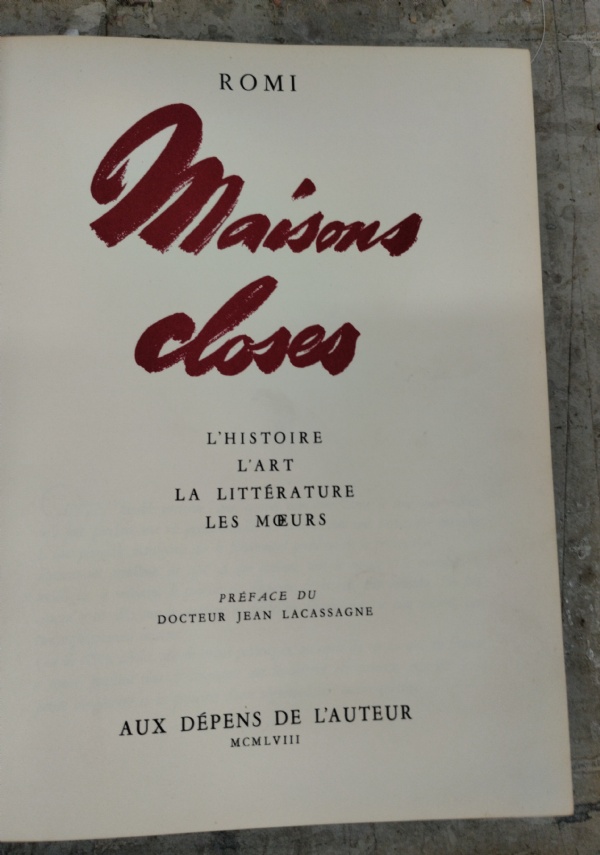 ROMI
Maisons
closes
L'HISTOIRE
L'ART
LA LITTÉRATURE
LES MŒURS
PRÉFACE DU
DOCTEUR JEAN LACASSAGNE
AUX DÉPENS DE L'AUTEUR
MCMLVIII